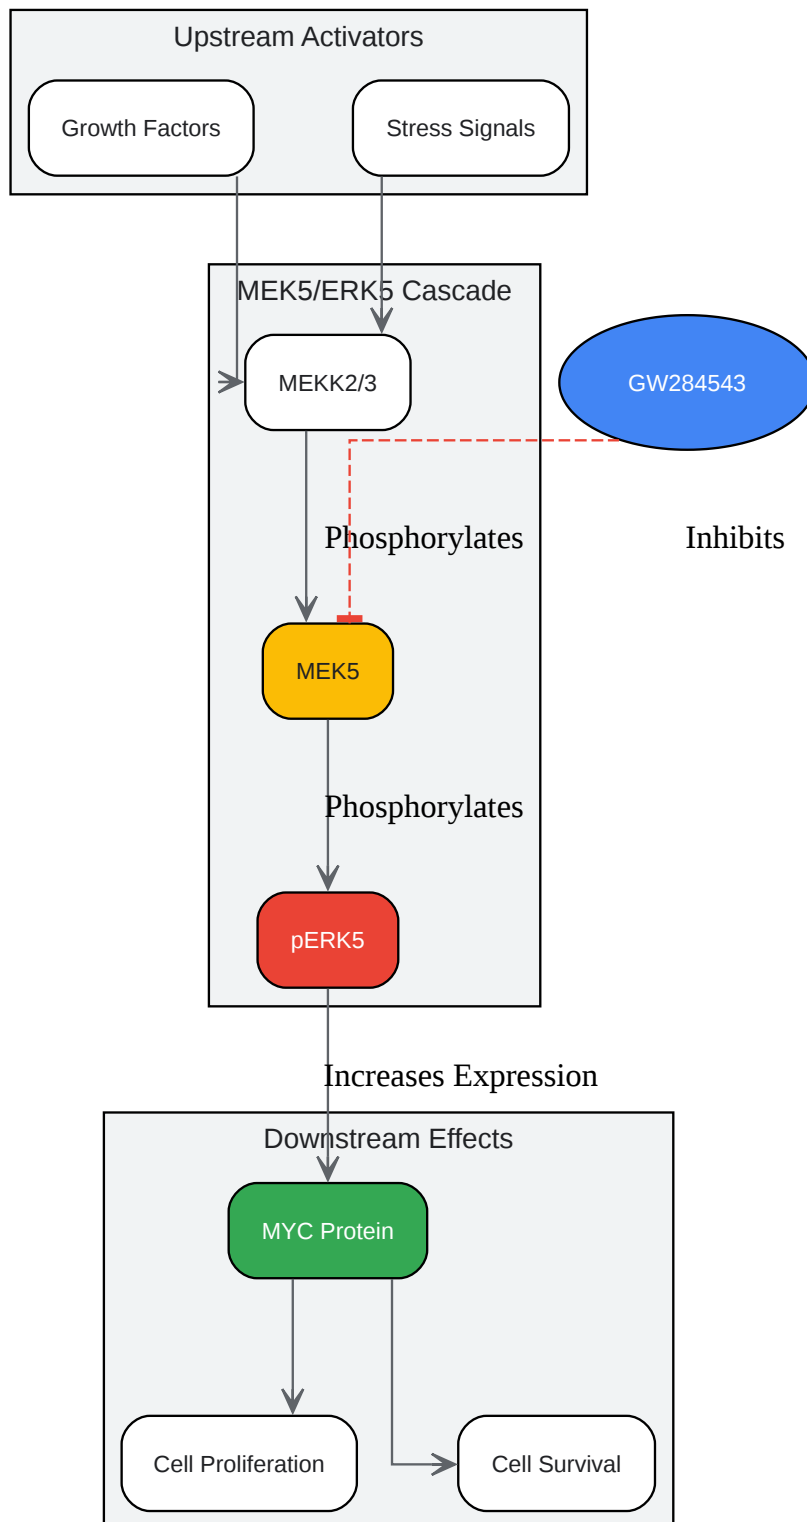 Upstream Activators
Growth Factors
Stress Signals
MEK5/ERK5 Cascade
MEKK2/3
GW284543
Phosphorylates
Inhibits
MEK5
Phosphorylates
pERK5
Increases Expression
Downstream Effects
MYC Protein
Cell Proliferation
Cell Survival